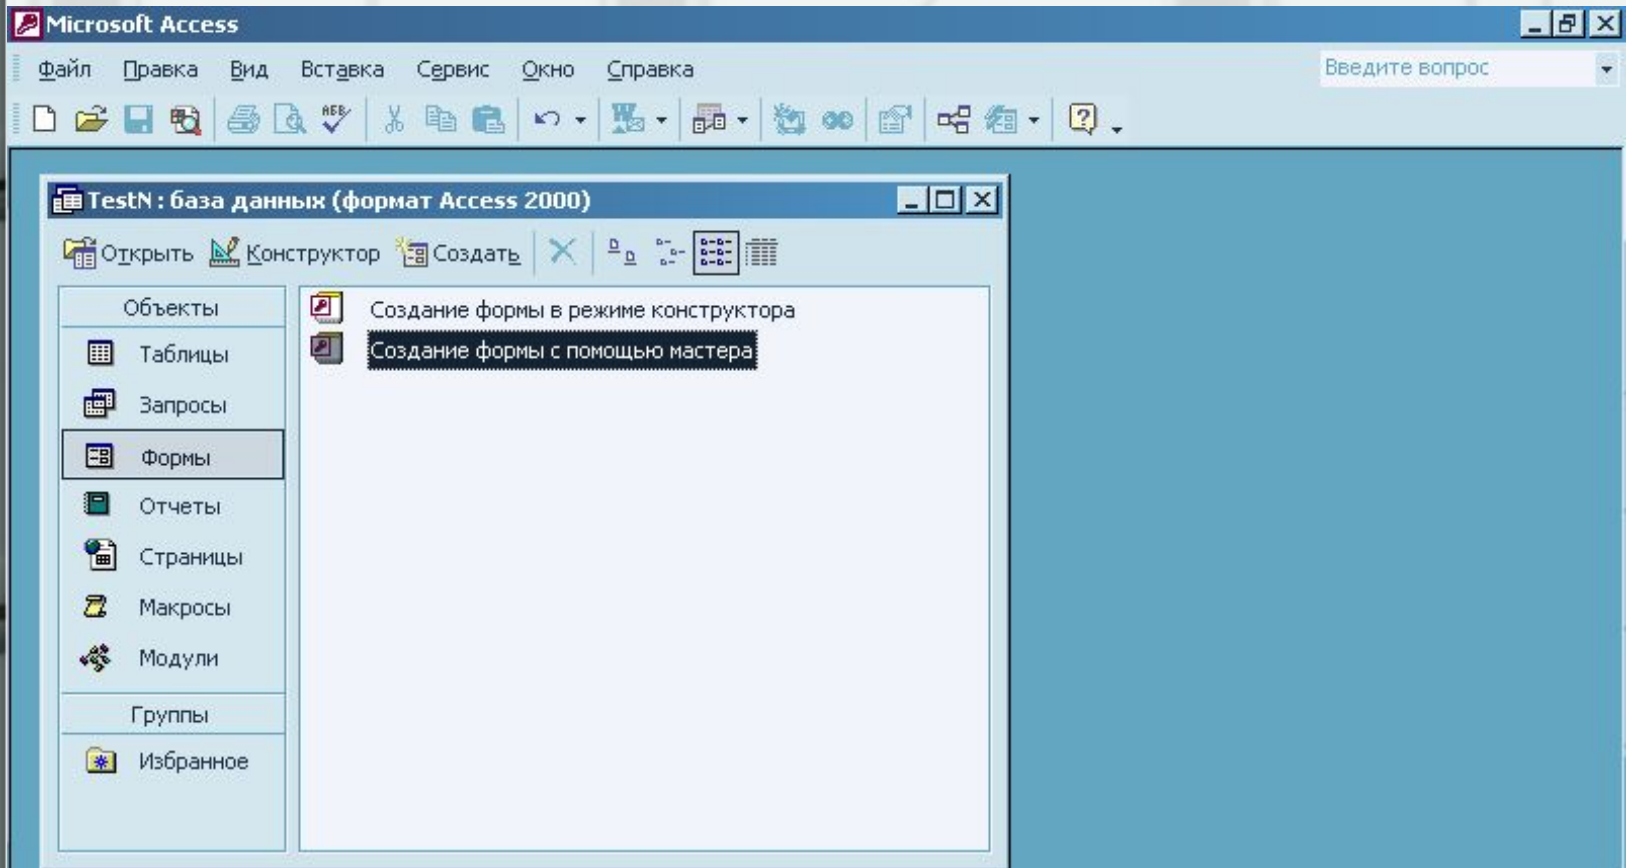 Microsoft Access
Файл Правка Вид Вставка Сервис Окно Справка Введите вопрос
TestN : база данных (формат Access 2000)
Открыть Конструктор Создать
Объекты
Таблицы
Запросы
Формы
Отчеты
Страницы
Макросы
Модули
Группы
Избранное
Создание формы в режиме конструктора
Создание формы с помощью мастера